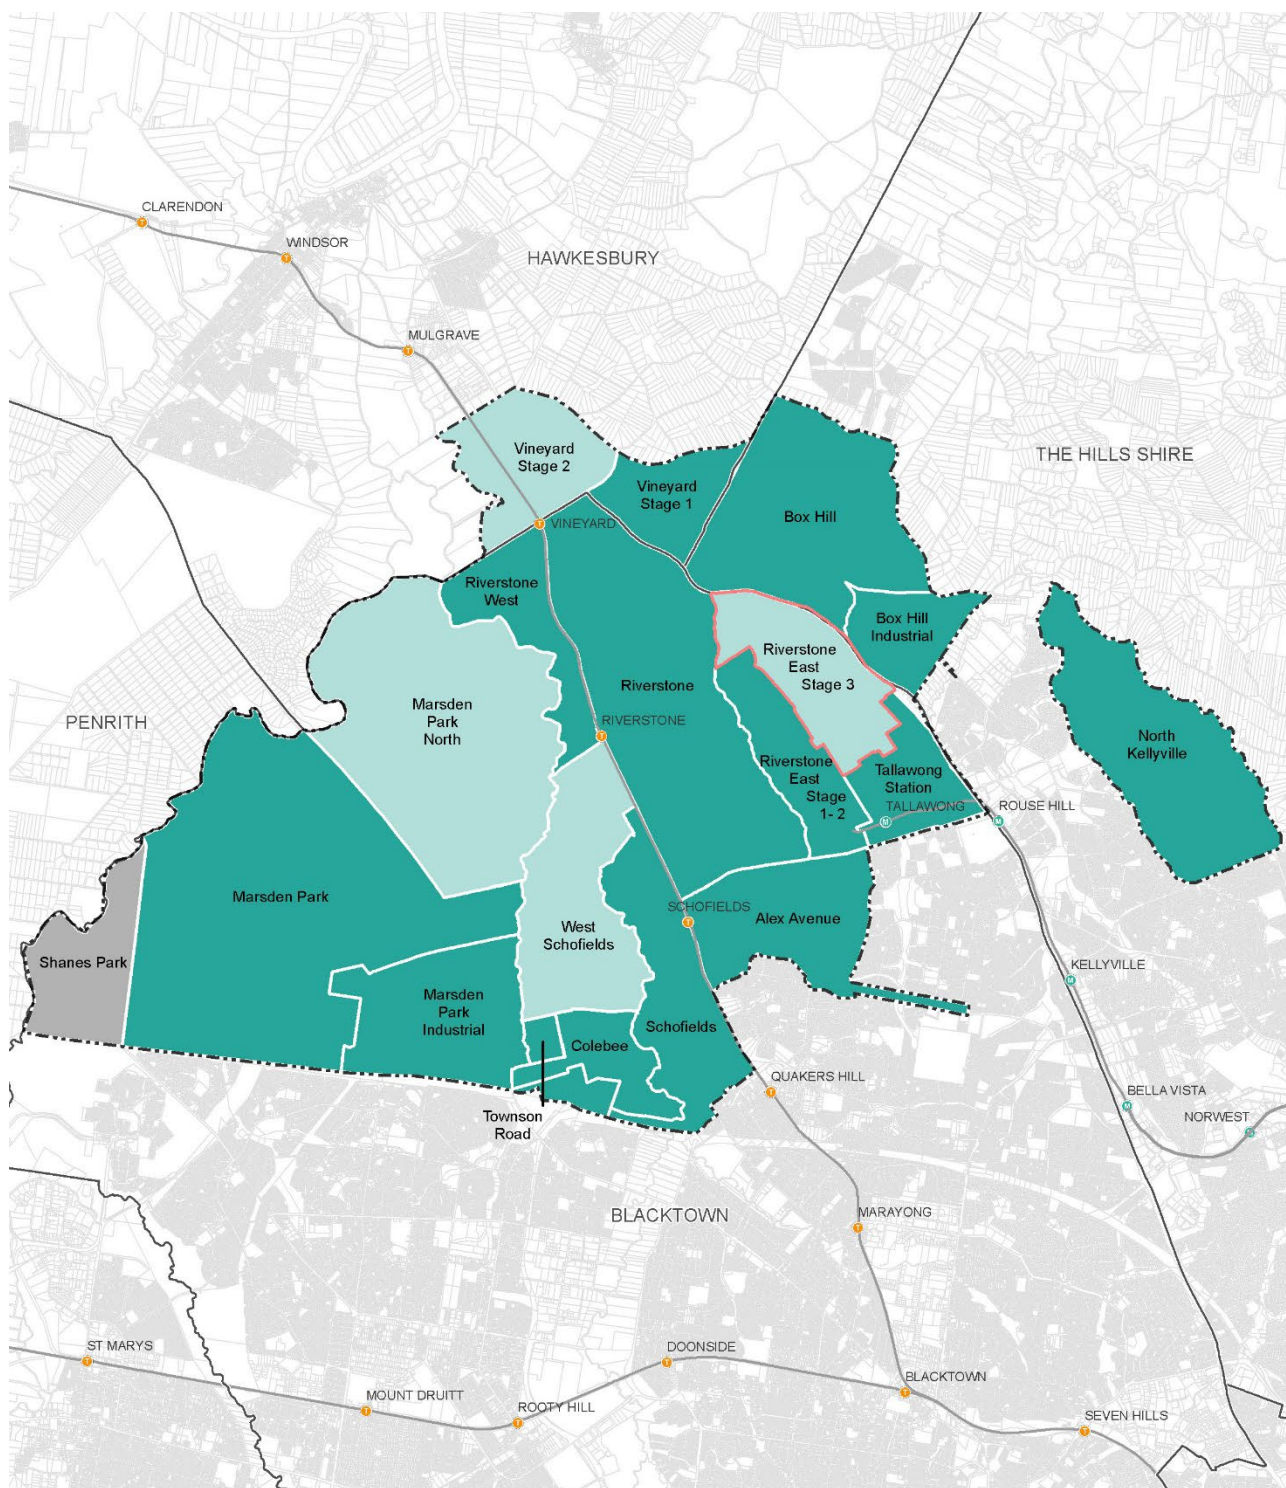 CLARENDON
WINDSOR
HAWKESBURY
MULGRAVE
THE HILLS SHIRE
Vineyard
Stage 2
Vineyard
Stage 1
Box Hill
VINEYARD
Riverstone
West
Box Hill
Industrial
Riverstone
East
Stage 3
Riverstone
Marsden
Park
North
PENRITH
RIVERSTONE
North
Kellyville
Riverstone
East
Stage
1- 2
Tallawong
Station
TALLAWONG
ROUSE HILL
Marsden Park
SCHOFIELDS
Alex Avenue
West
Schofields
Shanes Park
KELLYVILLE
Marsden
Park
Industrial
Schofields
Colebee
QUAKERS HILL
Townson
Road
BELLA VISTA
NORWEST
BLACKTOWN
MARAYONG
ST MARYS
DOONSIDE
BLACKTOWN
MOUNT DRUITT
ROOTY HILL
SEVEN HILLS